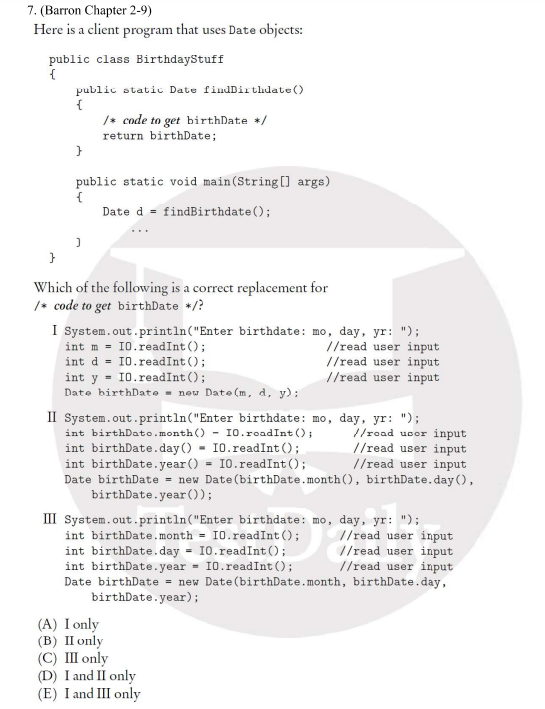 7. (Barron Chapter 2-9)
Here is a client program that uses Date objects:
public class BirthdayStuff
{
public static Date findBirthdate()
{
/* code to get birthDate */
return birthDate;
}
public static void main(String[] args)
{
Date d = findBirthdate();
...
}
}
Which of the following is a correct replacement for
/* code to get birthDate */?
I System.out.println("Enter birthdate: mo, day, yr: ");
int m = IO.readInt(); //read user input
int d = IO.readInt(); //read user input
int y = IO.readInt(); //read user input
Date birthDate = new Date(m, d, y);
II System.out.println("Enter birthdate: mo, day, yr: ");
int birthDate.month() = IO.readInt(); //read user input
int birthDate.day() = IO.readInt(); //read user input
int birthDate.year() = IO.readInt(); //read user input
Date birthDate = new Date(birthDate.month(), birthDate.day(),
birthDate.year());
III System.out.println("Enter birthdate: mo, day, yr: ");
int birthDate.month = IO.readInt(); //read user input
int birthDate.day = IO.readInt(); //read user input
int birthDate.year = IO.readInt(); //read user input
Date birthDate = new Date(birthDate.month, birthDate.day,
birthDate.year);
TestDaily
(A) I only
(B) II only
(C) III only
(D) I and II only
(E) I and III only